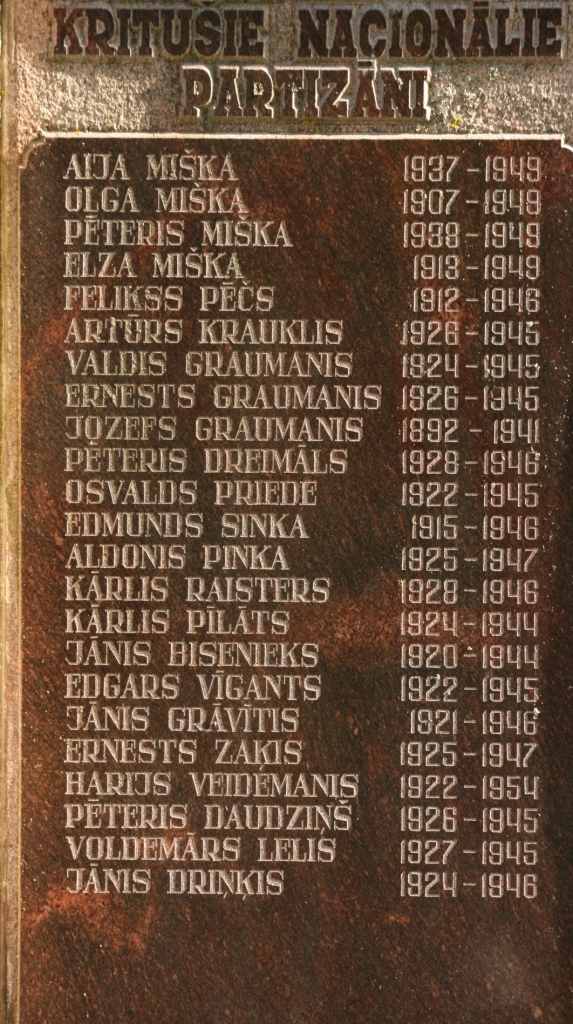 KRITUŠIE NACIONĀLIE
PARTIZĀNI
AIJA MIŠKA 1937-1949
OLGA MIŠKA 1907-1949
PĒTERIS MIŠKA 1938-1949
ELZA MIŠKA 1913-1949
FELIKSS PĒČS 1912-1946
ARTŪRS KRAUKLIS 1926-1945
VALDIS GRAUMANIS 1924-1945
ERNESTS GRAUMANIS 1926-1945
JOZEFS GRAUMANIS 1892-1941
PĒTERIS DREIMĀLS 1928-1946
OSVALDS PRIEDE 1922-1945
EDMUNDS SINKA 1915-1946
ALDONIS PINKA 1925-1947
KĀRLIS RAISTERS 1928-1946
KĀRLIS PĪLĀTS 1924-1944
JĀNIS BISENIEKS 1920-1944
EDGARS VĪGANTS 1922-1945
JĀNIS GRĀVĪTIS 1921-1946
ERNESTS ZAĶIS 1925-1947
HARIJS VEIDEMANIS 1922-1954
PĒTERIS DAUDZIŅŠ 1926-1945
VOLDEMĀRS LELIS 1927-1945
JĀNIS DRIŅĶIS 1924-1946